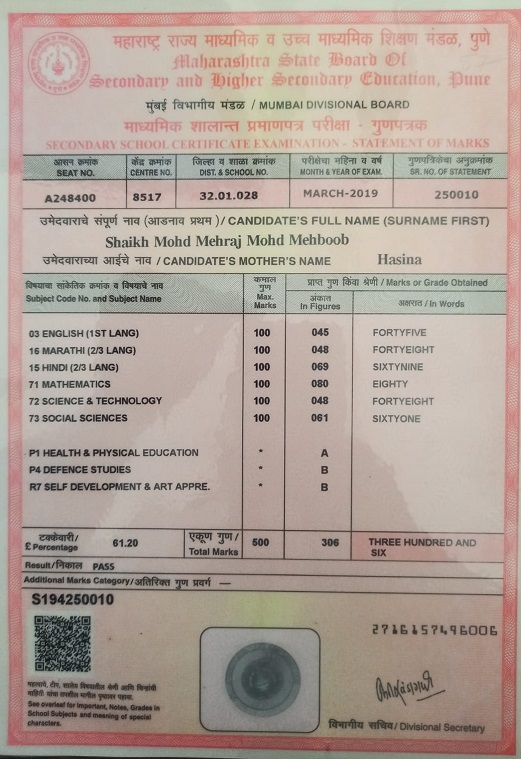 महाराष्ट्र राज्य माध्यमिक व उच्च माध्यमिक शिक्षण मंडळ, पुणे
Maharashtra State Board Of
Secondary and Higher Secondary Education, Pune
मुंबई विभागीय मंडळ / MUMBAI DIVISIONAL BOARD
माध्यमिक शालान्त प्रमाणपत्र परीक्षा - गुणपत्रक
SECONDARY SCHOOL CERTIFICATE EXAMINATION - STATEMENT OF MARKS
आसन क्रमांक केंद्र क्रमांक जिल्हा व शाळा क्रमांक परीक्षेचा महिना व वर्ष गुणपत्रिकेचा अनुक्रमांक
SEAT NO. CENTRE NO. DIST. & SCHOOL NO. MONTH & YEAR OF EXAM. SR. NO. OF STATEMENT
A248400 8517 32.01.028 MARCH-2019 250010
उमेदवाराचे संपूर्ण नाव (आडनाव प्रथम) / CANDIDATE'S FULL NAME (SURNAME FIRST)
Shaikh Mohd Mehraj Mohd Mehboob
उमेदवाराच्या आईचे नाव / CANDIDATE'S MOTHER'S NAME Hasina
विषयाचा सांकेतिक क्रमांक व विषयाचे नाव कमाल गुण प्राप्त गुण किंवा श्रेणी / Marks or Grade Obtained
Subject Code No. and Subject Name Max. Marks अंकात In Figures अक्षरात / In Words
03 ENGLISH (1ST LANG) 100 045 FORTYFIVE
16 MARATHI (2/3 LANG) 100 048 FORTYEIGHT
15 HINDI (2/3 LANG) 100 069 SIXTYNINE
71 MATHEMATICS 100 080 EIGHTY
72 SCIENCE & TECHNOLOGY 100 048 FORTYEIGHT
73 SOCIAL SCIENCES 100 061 SIXTYONE
P1 HEALTH & PHYSICAL EDUCATION * A
P4 DEFENCE STUDIES * B
R7 SELF DEVELOPMENT & ART APPRE. * B
टक्केवारी / £ Percentage 61.20 एकूण गुण / Total Marks 500 306 THREE HUNDRED AND
SIX
Result/निकाल PASS
Additional Marks Category/अतिरिक्त गुण प्रवर्ग —
S194250010
2716157496006
See overleaf for Important, Notes, Grades in
School Subjects and meaning of special
characters.
विभागीय सचिव / Divisional Secretary